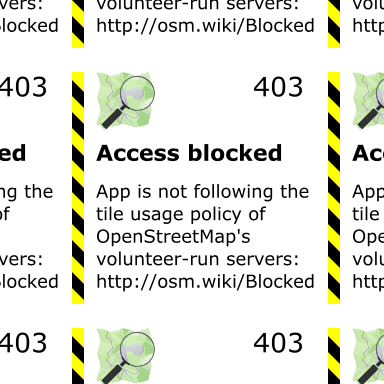 volunteer-run servers:
http://osm.wiki/Blocked
403
403
Access blocked
App is not following the
tile usage policy of
OpenStreetMap's
volunteer-run servers:
http://osm.wiki/Blocked
403
403